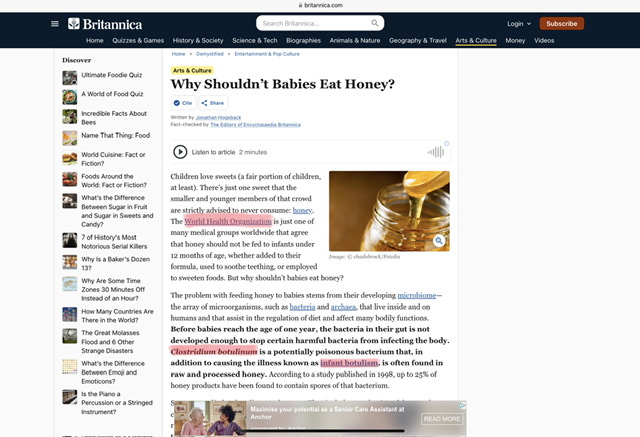 britannica.com
Britannica
Search Britannica...
Login
Subscribe
Home Quizzes & Games History & Society Science & Tech Biographies Animals & Nature Geography & Travel Arts & Culture Money Videos
Discover
Ultimate Foodie Quiz
A World of Food Quiz
Incredible Facts About
Bees
Name That Thing: Food
World Cuisine: Fact or
Fiction?
Foods Around the
World: Fact or Fiction?
What's the Difference
Between Sugar in Fruit
and Sugar in Sweets and
Candy?
7 of History's Most
Notorious Serial Killers
Why Is a Baker's Dozen
13?
Why Are Some Time
Zones 30 Minutes Off
Instead of an Hour?
How Many Countries Are
There in the World?
The Great Molasses
Flood and 6 Other
Strange Disasters
What's the Difference
Between Emoji and
Emoticons?
Is the Piano a
Percussion or a Stringed
Instrument?
Home Demystified Entertainment & Pop Culture
Arts & Culture
Why Shouldn't Babies Eat Honey?
Cite Share
Written by Jonathan Hogeback
Fact-checked by The Editors of Encyclopaedia Britannica
Listen to article 2 minutes
Children love sweets (a fair portion of children,
at least). There's just one sweet that the
smaller and younger members of that crowd
are strictly advised to never consume: honey.
The World Health Organization is just one of
many medical groups worldwide that agree
that honey should not be fed to infants under
12 months of age, whether added to their
formula, used to soothe teething, or employed
to sweeten foods. But why shouldn't babies eat honey?
Image: © chudobrock/Fotolia
The problem with feeding honey to babies stems from their developing microbiome—
the array of microorganisms, such as bacteria and archaea, that live inside and on
humans and that assist in the regulation of diet and affect many bodily functions.
Before babies reach the age of one year, the bacteria in their gut is not
developed enough to stop certain harmful bacteria from infecting the body.
Clostridium botulinum is a potentially poisonous bacterium that, in
addition to causing the illness known as infant botulism, is often found in
raw and processed honey. According to a study published in 1998, up to 25% of
honey products have been found to contain spores of that bacterium.
Maximise your potential as a Senior Care Assistant at
Anchor
READ MORE